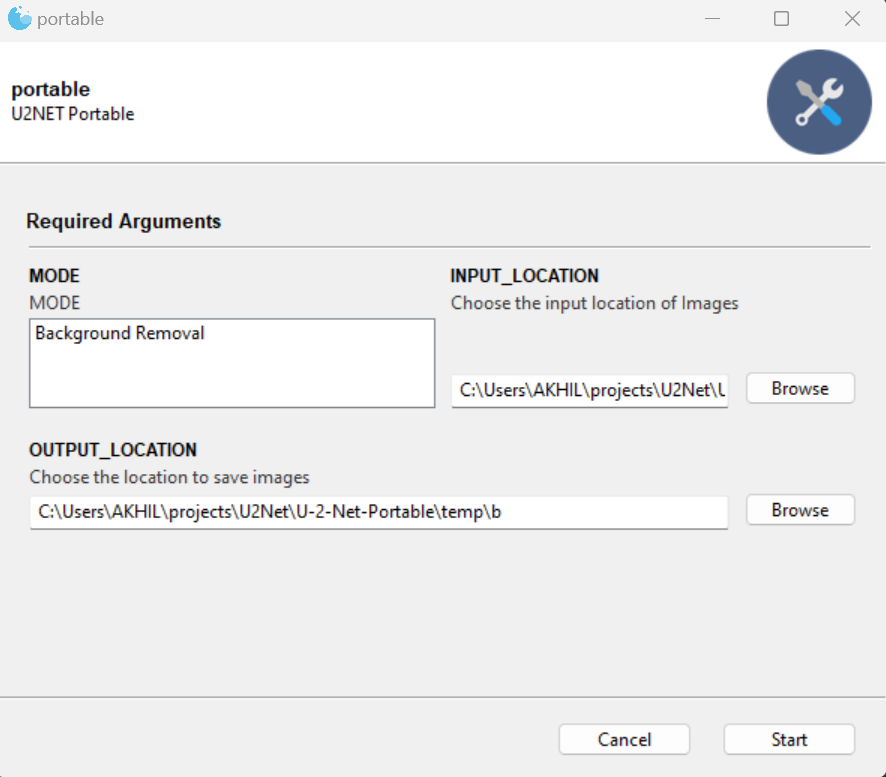 portable
portable
U2NET Portable
Required Arguments
MODE
MODE
Background Removal
INPUT_LOCATION
Choose the input location of Images
C:\Users\AKHIL\projects\U2Net\U
Browse
OUTPUT_LOCATION
Choose the location to save images
C:\Users\AKHIL\projects\U2Net\U-2-Net-Portable\temp\b
Browse
Cancel
Start